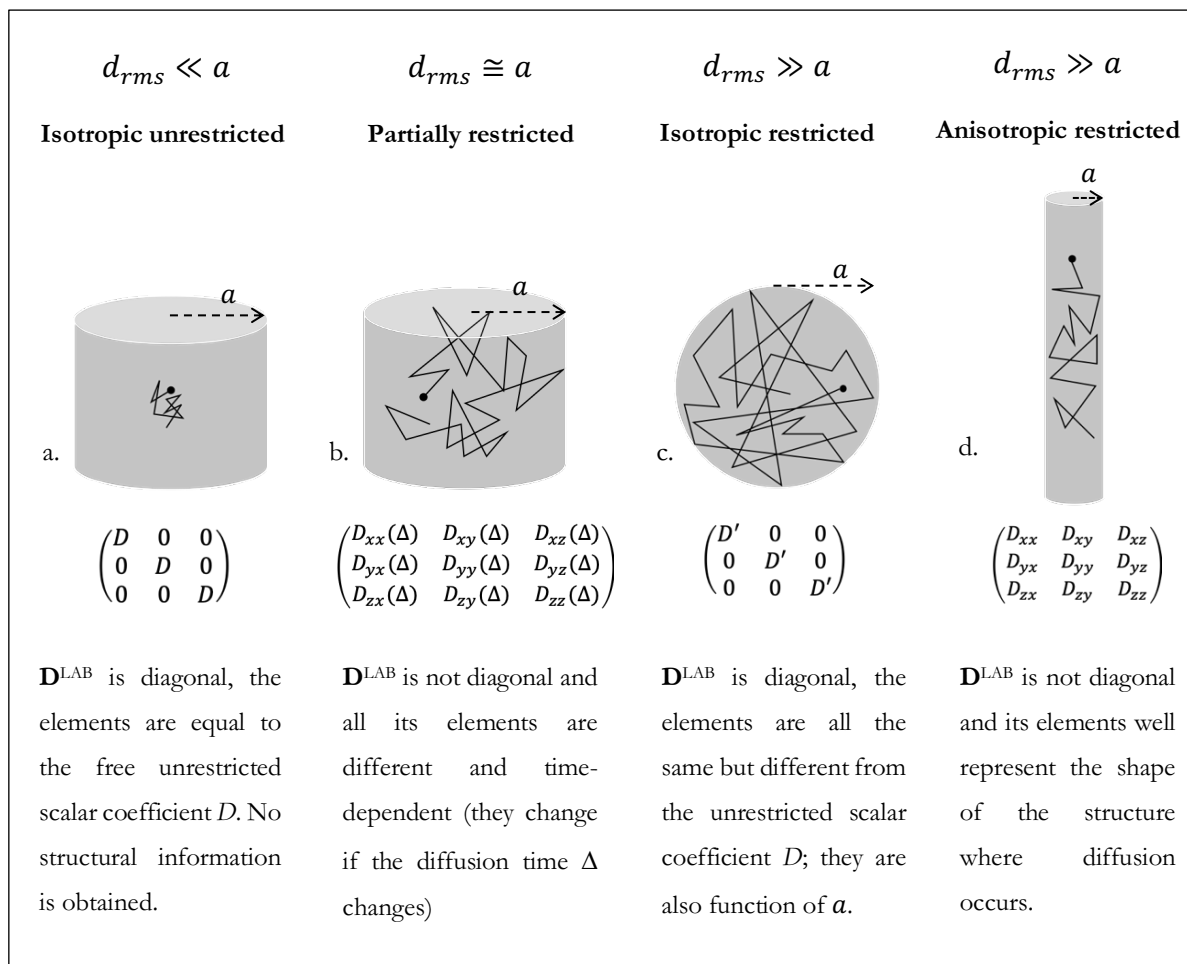 d_rms ≪ a
Isotropic unrestricted
a
a.
(D 0 0
0 D 0
0 0 D)
D^LAB is diagonal, the
elements are equal to
the free unrestricted
scalar coefficient D. No
structural information
is obtained.
d_rms ≅ a
Partially restricted
a
b.
(D_xx(Δ) D_xy(Δ) D_xz(Δ)
D_yx(Δ) D_yy(Δ) D_yz(Δ)
D_zx(Δ) D_zy(Δ) D_zz(Δ))
D^LAB is not diagonal and
all its elements are
different and time-
dependent (they change
if the diffusion time Δ
changes)
d_rms ≫ a
Isotropic restricted
a
c.
(D′ 0 0
0 D′ 0
0 0 D′)
D^LAB is diagonal, the
elements are all the
same but different from
the unrestricted scalar
coefficient D; they are
also function of a.
d_rms ≫ a
Anisotropic restricted
a
d.
(D_xx D_xy D_xz
D_yx D_yy D_yz
D_zx D_zy D_zz)
D^LAB is not diagonal
and its elements well
represent the shape
of the structure
where diffusion
occurs.